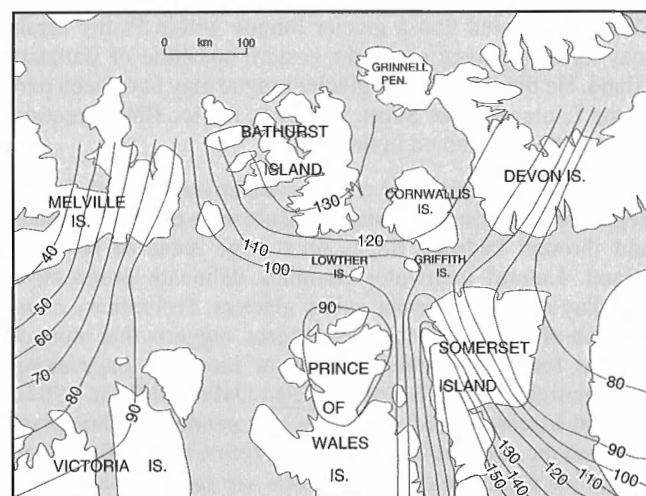 0 km 100
GRINNELL
PEN.
BATHURST
ISLAND
130
CORNWALLIS
IS.
DEVON IS.
MELVILLE
IS.
40
110
100
120
LOWTHER
IS.
GRIFFITH
IS.
50
60
70
80
90
90
PRINCE
OF
WALES
IS.
SOMERSET
ISLAND
80
90
VICTORIA IS.
130
140
150
120
110
100